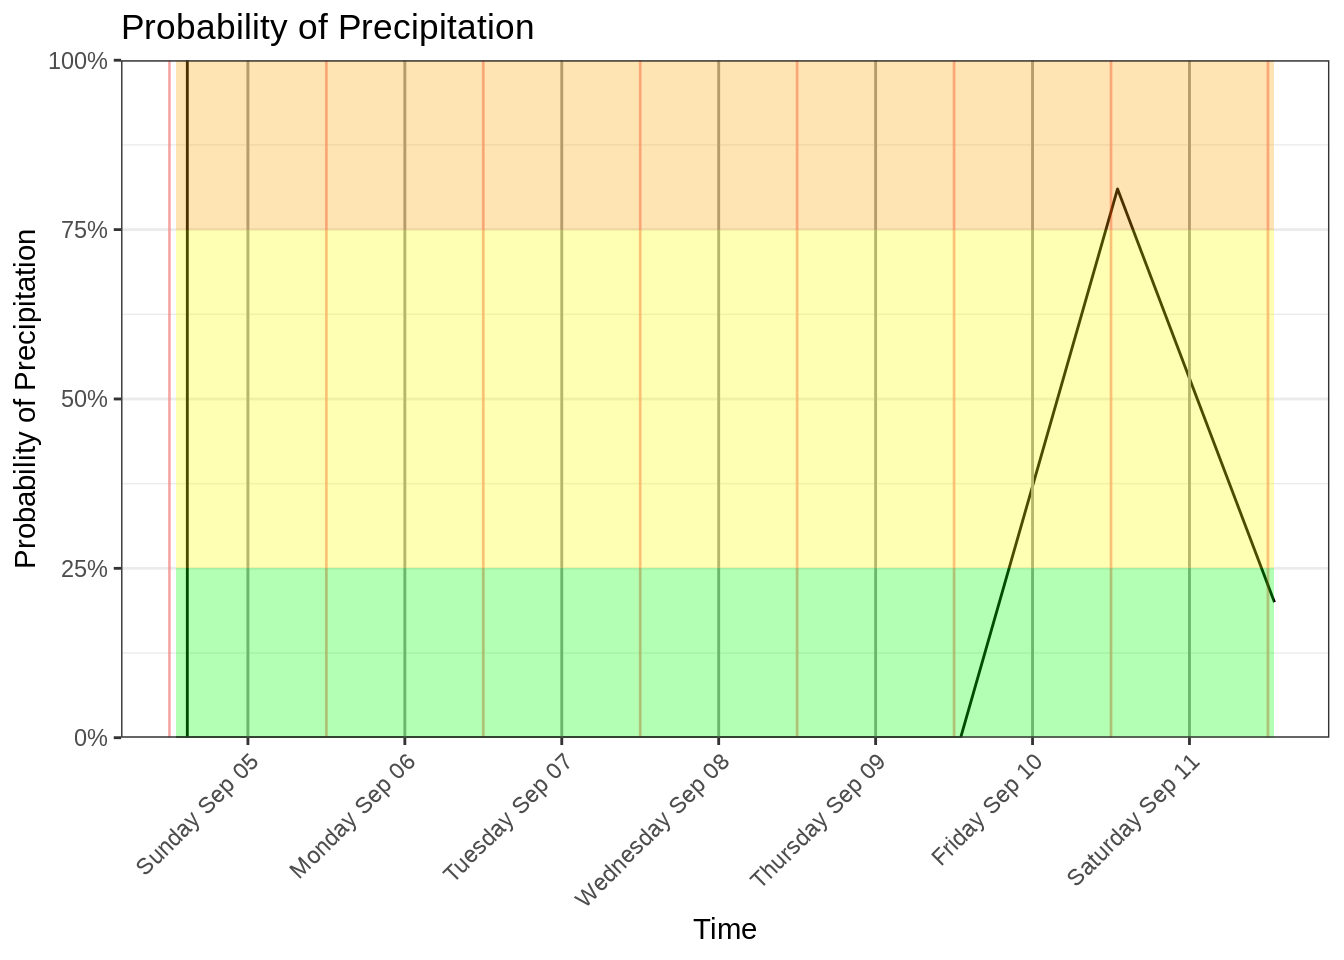 Probability of Precipitation
Probability of Precipitation
100%
75%
50%
25%
0%
Sunday Sep 05
Monday Sep 06
Tuesday Sep 07
Wednesday Sep 08
Thursday Sep 09
Friday Sep 10
Saturday Sep 11
Time